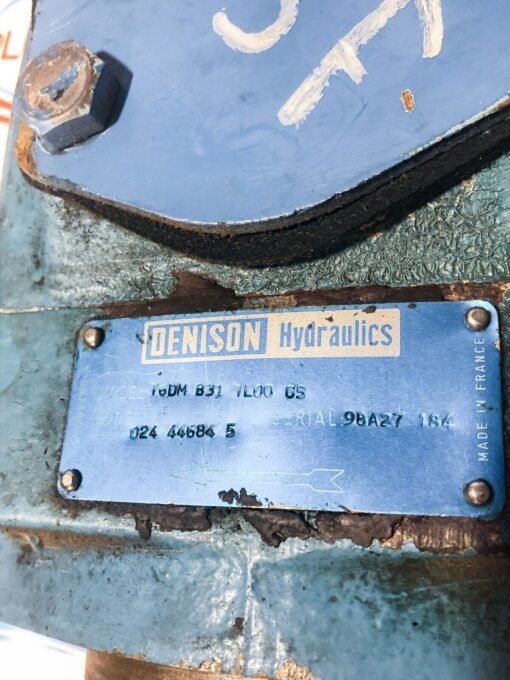 DENISON Hydraulics
T6DM B31 1L00 C5
024 44684 5 SERIAL 98A27 184
MADE IN FRANCE